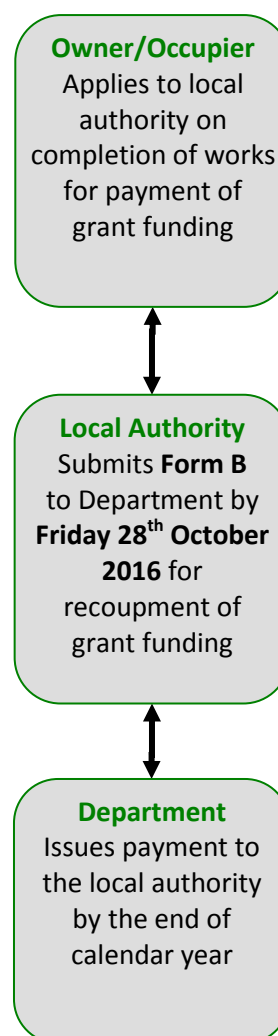 Owner/Occupier
Applies to local
authority on
completion of works
for payment of
grant funding
Local Authority
Submits Form B
to Department by
Friday 28th October
2016 for
recoupment of
grant funding
Department
Issues payment to
the local authority
by the end of
calendar year